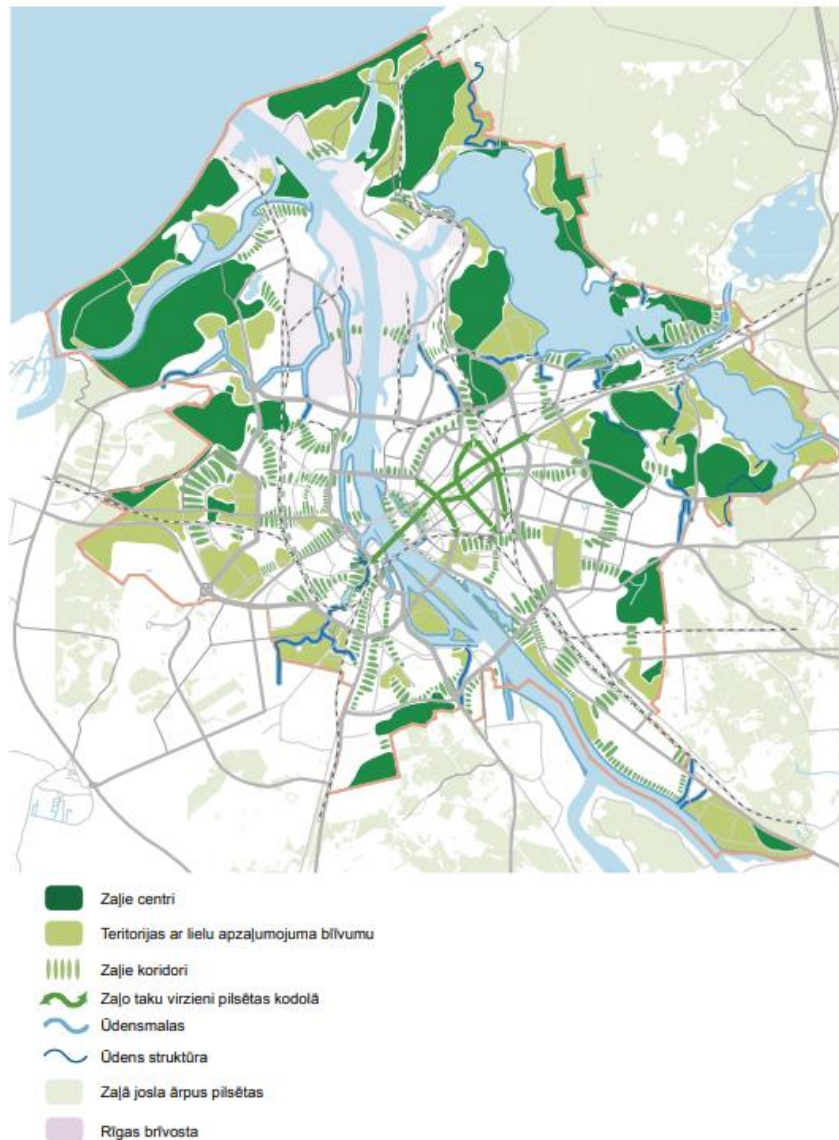 Zaļie centri
Teritorijas ar lielu apzaļumojuma blīvumu
Zaļie koridori
Zaļo taku virzieni pilsētas kodolā
Ūdensmalas
Ūdens struktūra
Zaļā josla ārpus pilsētas
Rīgas brīvosta